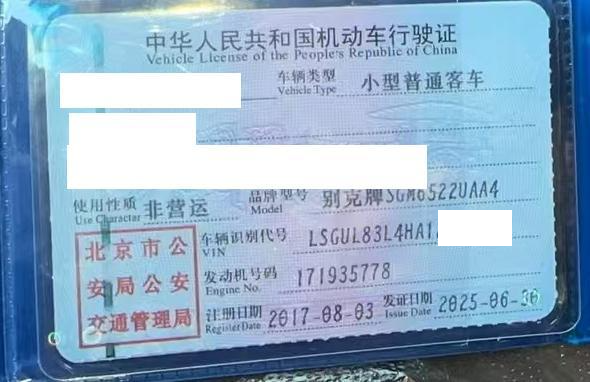 中华人民共和国机动车行驶证
Vehicle License of the People's Republic of China
车辆类型 小型普通客车
Vehicle Type
使用性质 非营运
Use Character
品牌型号 别克牌SGM6522UAA4
Model
车辆识别代号 LSGUL83L4HA1
VIN
发动机号码 171935778
Engine No.
注册日期 2017-08-03
Register Date
发证日期 2025-06-30
Issue Date
北京市公
安局公安
交通管理局